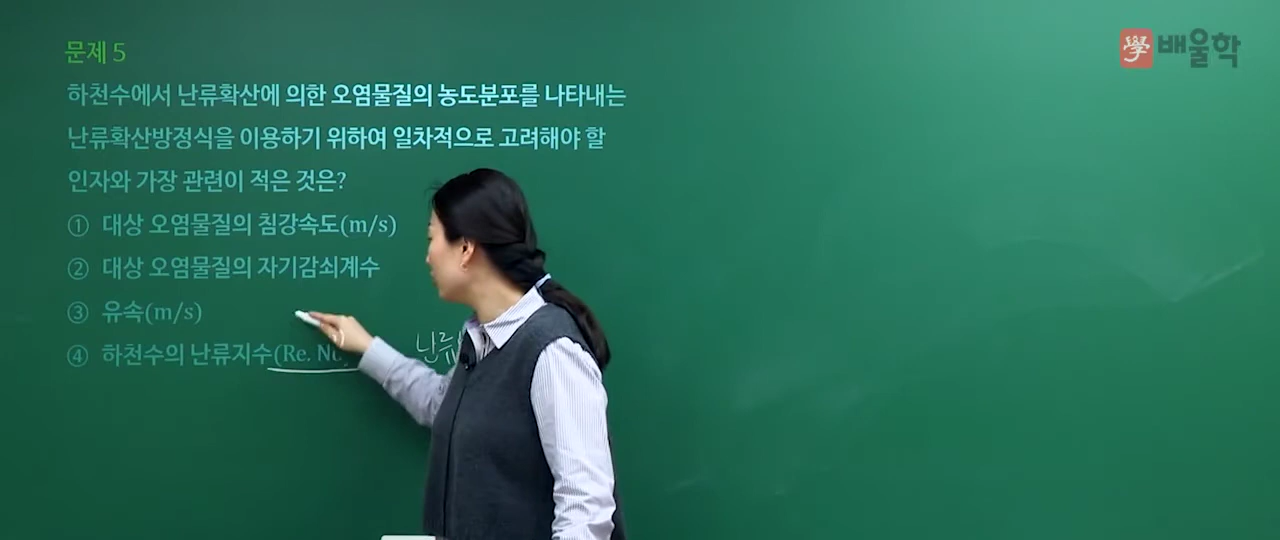 學 배울학
문제 5
하천수에서 난류확산에 의한 오염물질의 농도분포를 나타내는
난류확산방정식을 이용하기 위하여 일차적으로 고려해야 할
인자와 가장 관련이 적은 것은?
① 대상 오염물질의 침강속도(m/s)
② 대상 오염물질의 자기감쇠계수
③ 유속(m/s)
④ 하천수의 난류지수(Re. No 난류